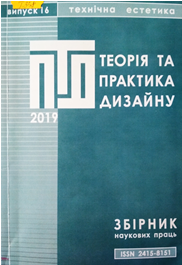 випуск 16
технічна естетика
ТЕОРІЯ ТА
ПРАКТИКА
ДИЗАЙНУ
2019
ЗБІРНИК
наукових праць
ISSN 2415-8151